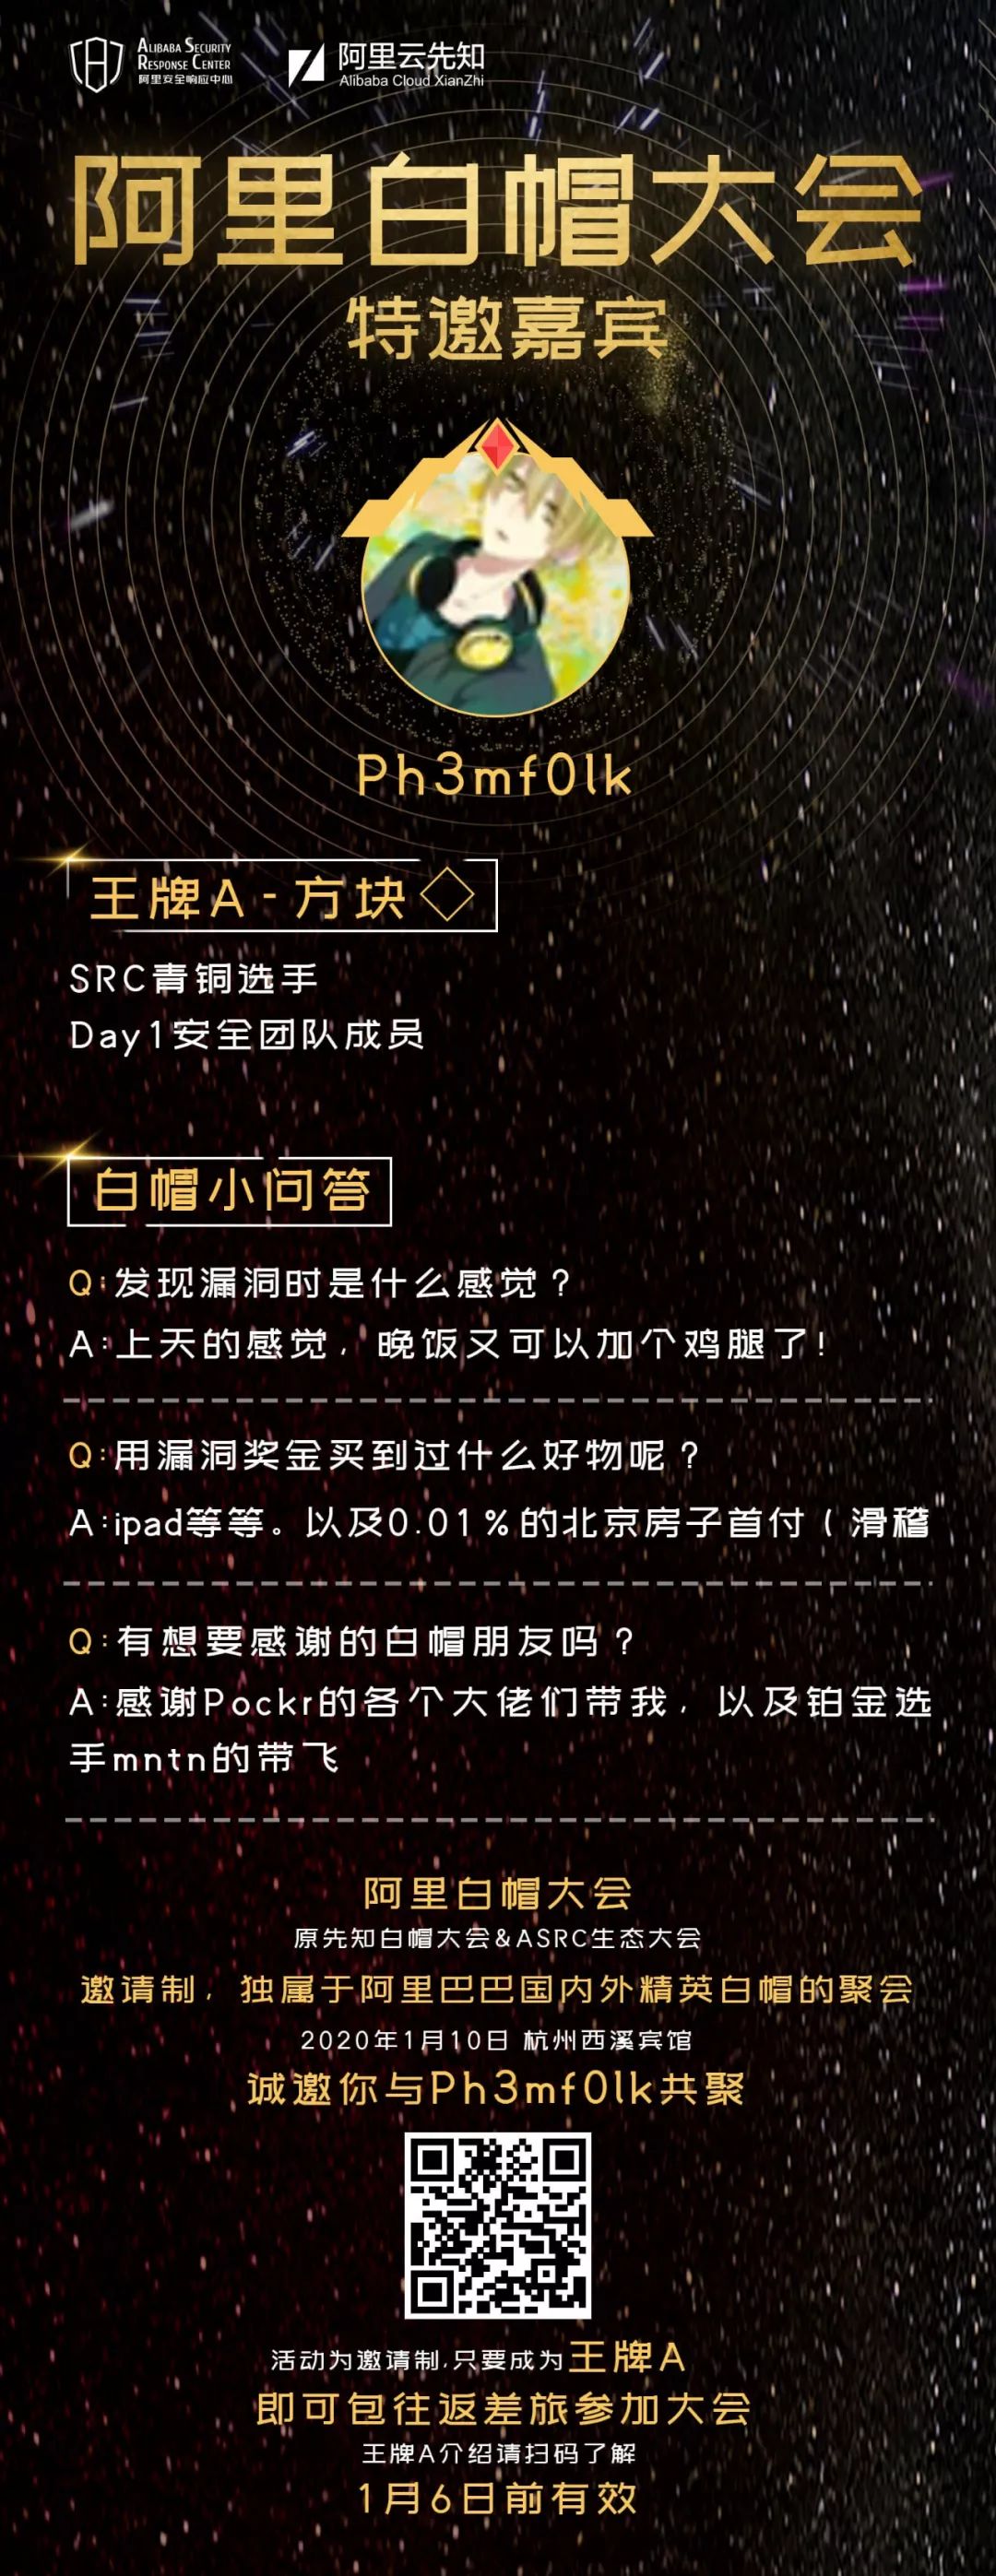 ALIBABA SECURITY
RESPONSE CENTER
阿里安全响应中心
阿里云先知
Alibaba Cloud XianZhi
阿里白帽大会
特邀嘉宾
Ph3mf0lk
王牌A-方块
SRC青铜选手
Day1安全团队成员
白帽小问答
Q:发现漏洞时是什么感觉？
A:上天的感觉，晚饭又可以加个鸡腿了！
Q:用漏洞奖金买到过什么好物呢？
A:ipad等等。以及0.01%的北京房子首付（滑稽
Q:有想要感谢的白帽朋友吗？
A:感谢Pockr的各个大佬们带我，以及铂金选
手mntn的带飞
阿里白帽大会
原先知白帽大会&ASRC生态大会
邀请制，独属于阿里巴巴国内外精英白帽的聚会
2020年1月10日 杭州西溪宾馆
诚邀你与Ph3mf0lk共聚
活动为邀请制,只要成为王牌A
即可包往返差旅参加大会
王牌A介绍请扫码了解
1月6日前有效